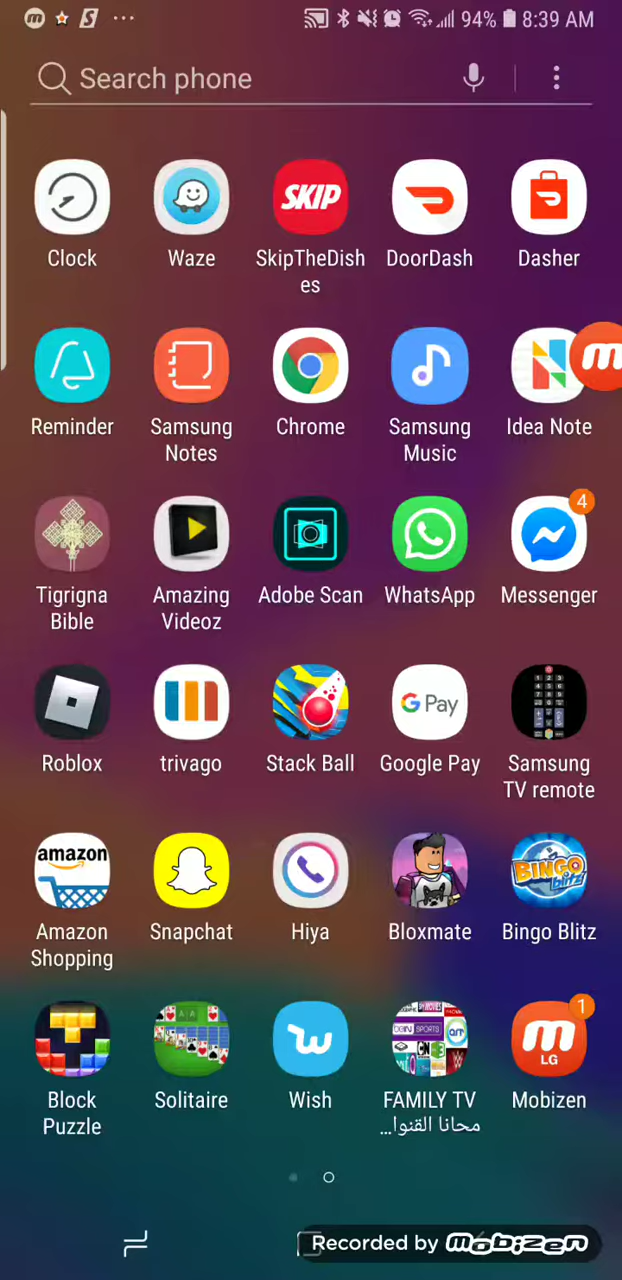 94% 8:39 AM
Search phone
SKIP
Clock
Waze
SkipTheDish
es
DoorDash
Dasher
Reminder
Samsung
Notes
Chrome
Samsung
Music
Idea Note
4
Tigrigna
Bible
Amazing
Videoz
Adobe Scan
WhatsApp
Messenger
G Pay
Roblox
trivago
Stack Ball
Google Pay
Samsung
TV remote
amazon
BINGO
blitz
Amazon
Shopping
Snapchat
Hiya
Bloxmate
Bingo Blitz
1
beIN SPORTS
LG
Block
Puzzle
Solitaire
Wish
FAMILY TV
مجانا القنوا...
Mobizen
Recorded by mobizen